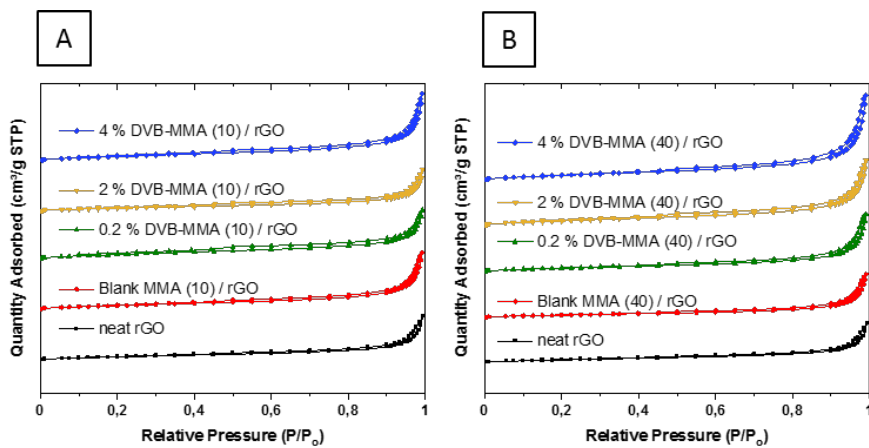 A
Quantity Adsorbed (cm³/g STP)
4 % DVB-MMA (10) / rGO
2 % DVB-MMA (10) / rGO
0.2 % DVB-MMA (10) / rGO
Blank MMA (10) / rGO
neat rGO
0 0,2 0,4 0,6 0,8 1
Relative Pressure (P/Pₒ)
B
Quantity Adsorbed (cm³/g STP)
4 % DVB-MMA (40) / rGO
2 % DVB-MMA (40) / rGO
0.2 % DVB-MMA (40) / rGO
Blank MMA (40) / rGO
neat rGO
0 0,2 0,4 0,6 0,8 1
Relative Pressure (P/Pₒ)